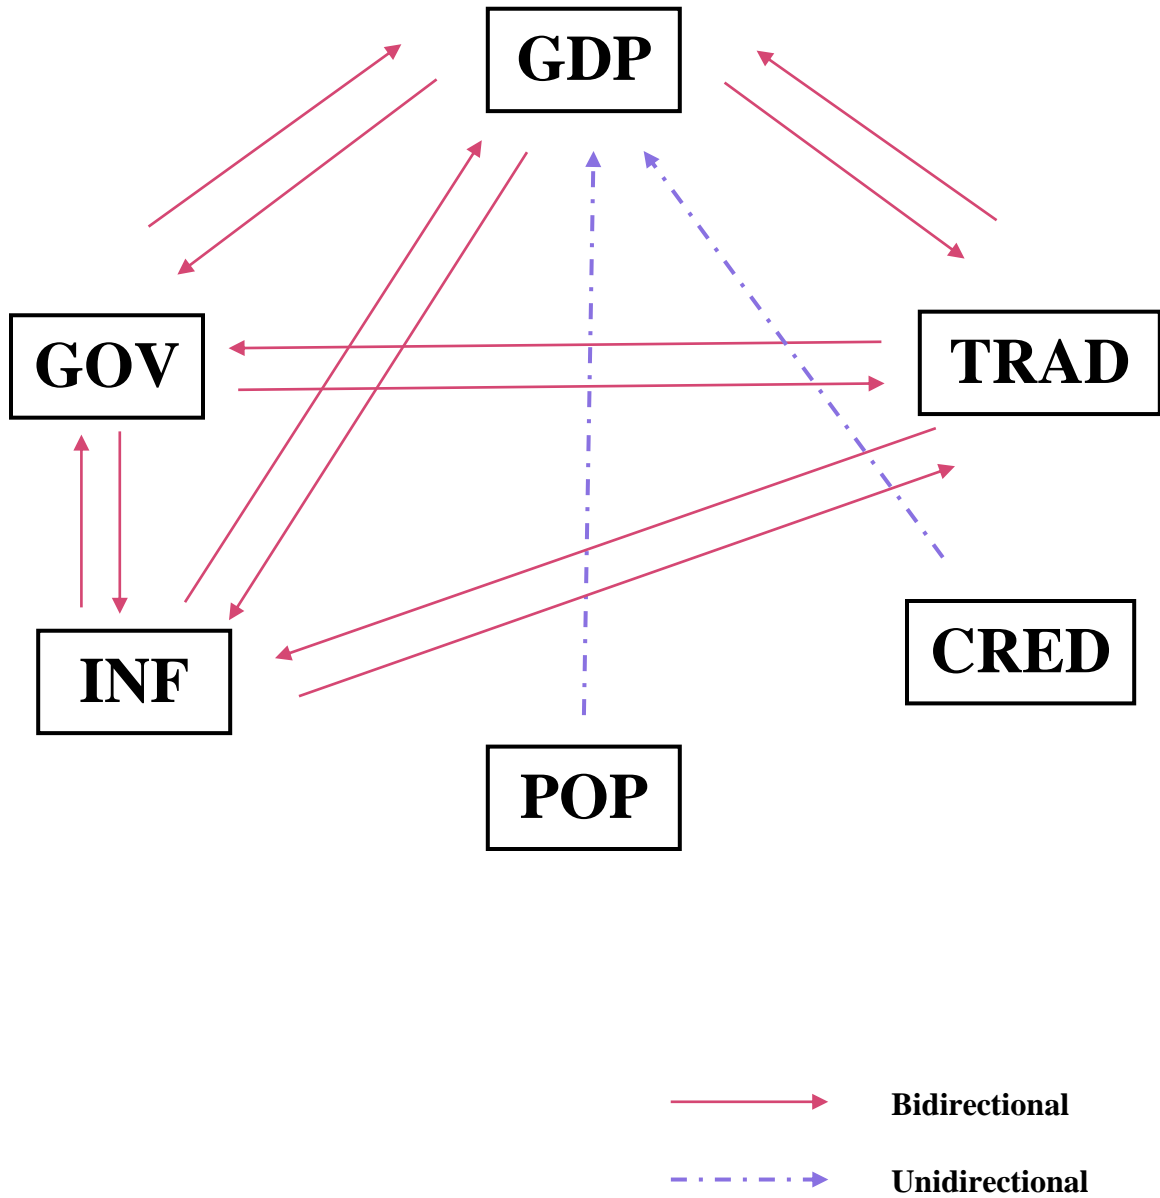 GDP
GOV
TRAD
INF
CRED
POP
Bidirectional
Unidirectional